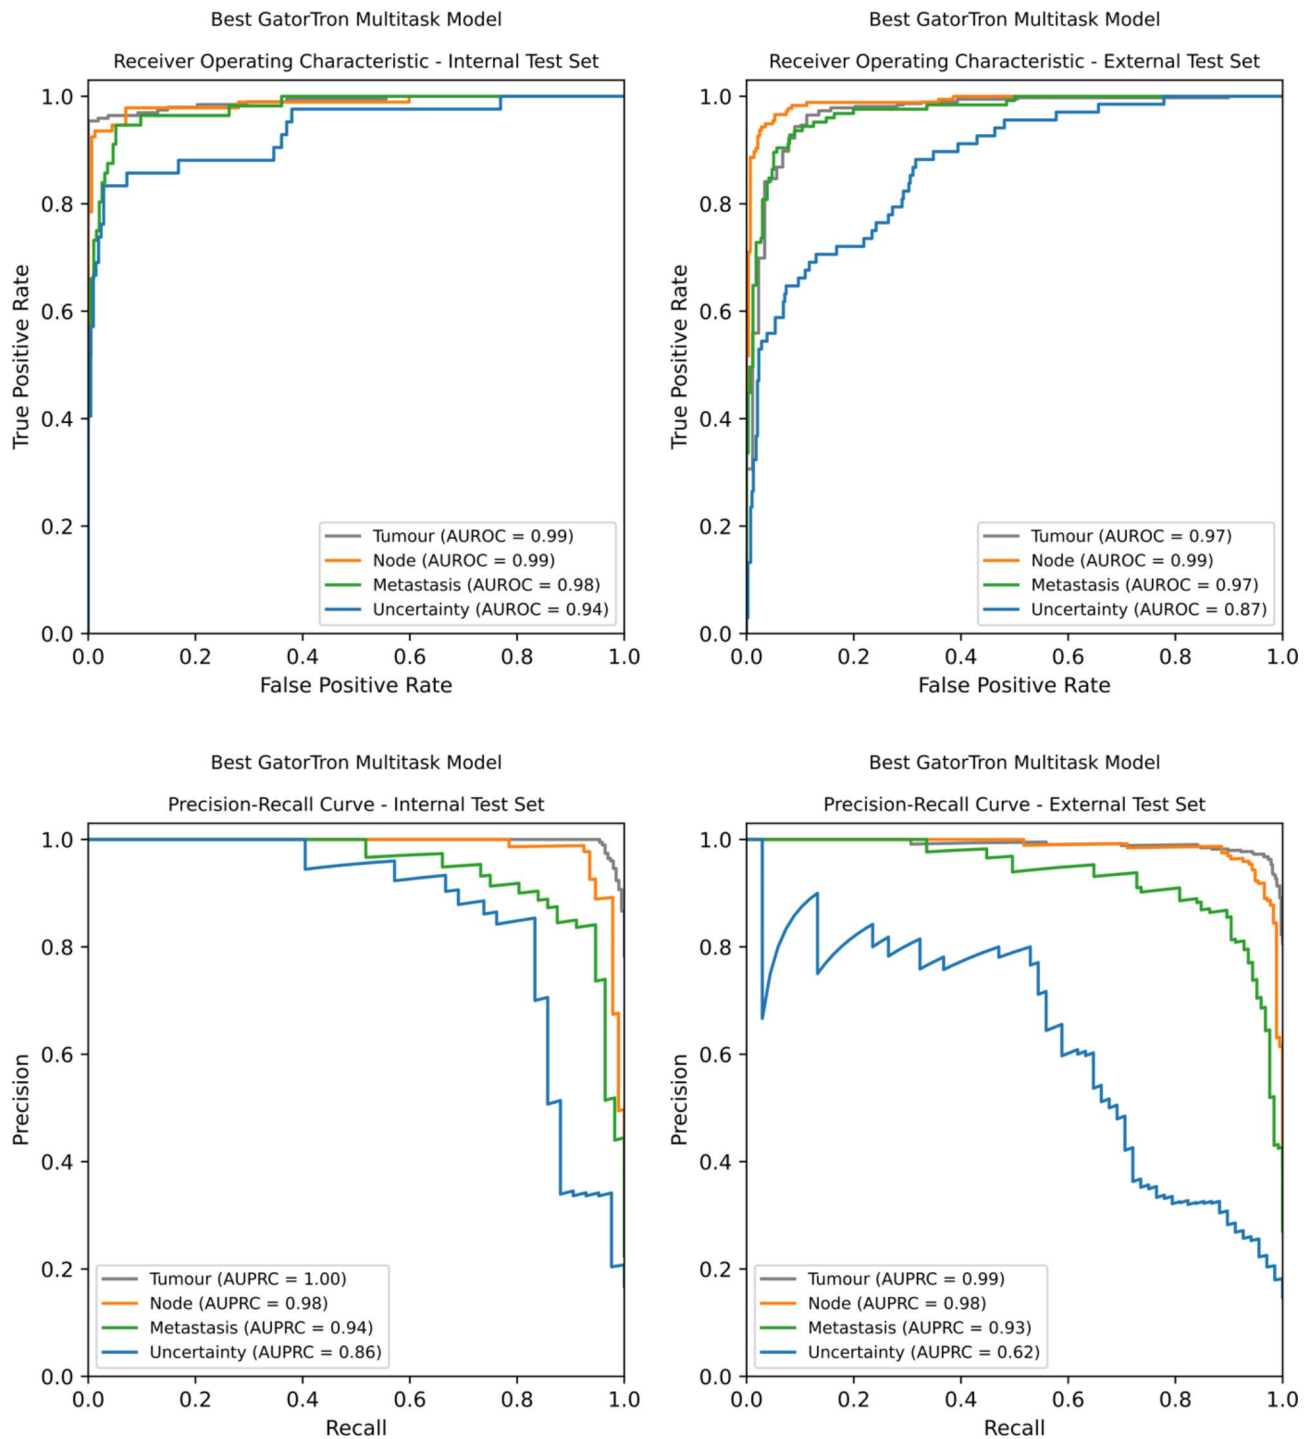 Best GatorTron Multitask Model
Receiver Operating Characteristic - Internal Test Set
1.0
0.8
0.6
0.4
0.2
0.0
True Positive Rate
Tumour (AUROC = 0.99)
Node (AUROC = 0.99)
Metastasis (AUROC = 0.98)
Uncertainty (AUROC = 0.94)
0.0 0.2 0.4 0.6 0.8 1.0
False Positive Rate
Best GatorTron Multitask Model
Receiver Operating Characteristic - External Test Set
1.0
0.8
0.6
0.4
0.2
0.0
True Positive Rate
Tumour (AUROC = 0.97)
Node (AUROC = 0.99)
Metastasis (AUROC = 0.97)
Uncertainty (AUROC = 0.87)
0.0 0.2 0.4 0.6 0.8 1.0
False Positive Rate
Best GatorTron Multitask Model
Precision-Recall Curve - Internal Test Set
1.0
0.8
0.6
0.4
0.2
0.0
Precision
Tumour (AUPRC = 1.00)
Node (AUPRC = 0.98)
Metastasis (AUPRC = 0.94)
Uncertainty (AUPRC = 0.86)
0.0 0.2 0.4 0.6 0.8 1.0
Recall
Best GatorTron Multitask Model
Precision-Recall Curve - External Test Set
1.0
0.8
0.6
0.4
0.2
0.0
Precision
Tumour (AUPRC = 0.99)
Node (AUPRC = 0.98)
Metastasis (AUPRC = 0.93)
Uncertainty (AUPRC = 0.62)
0.0 0.2 0.4 0.6 0.8 1.0
Recall